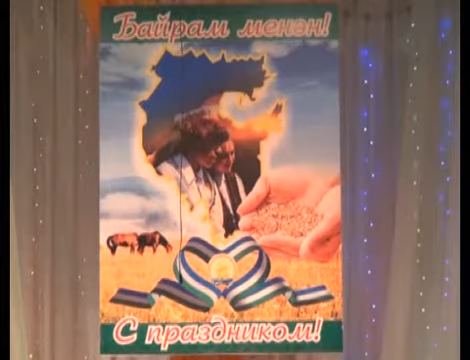 Байрам менән!
С праздником!